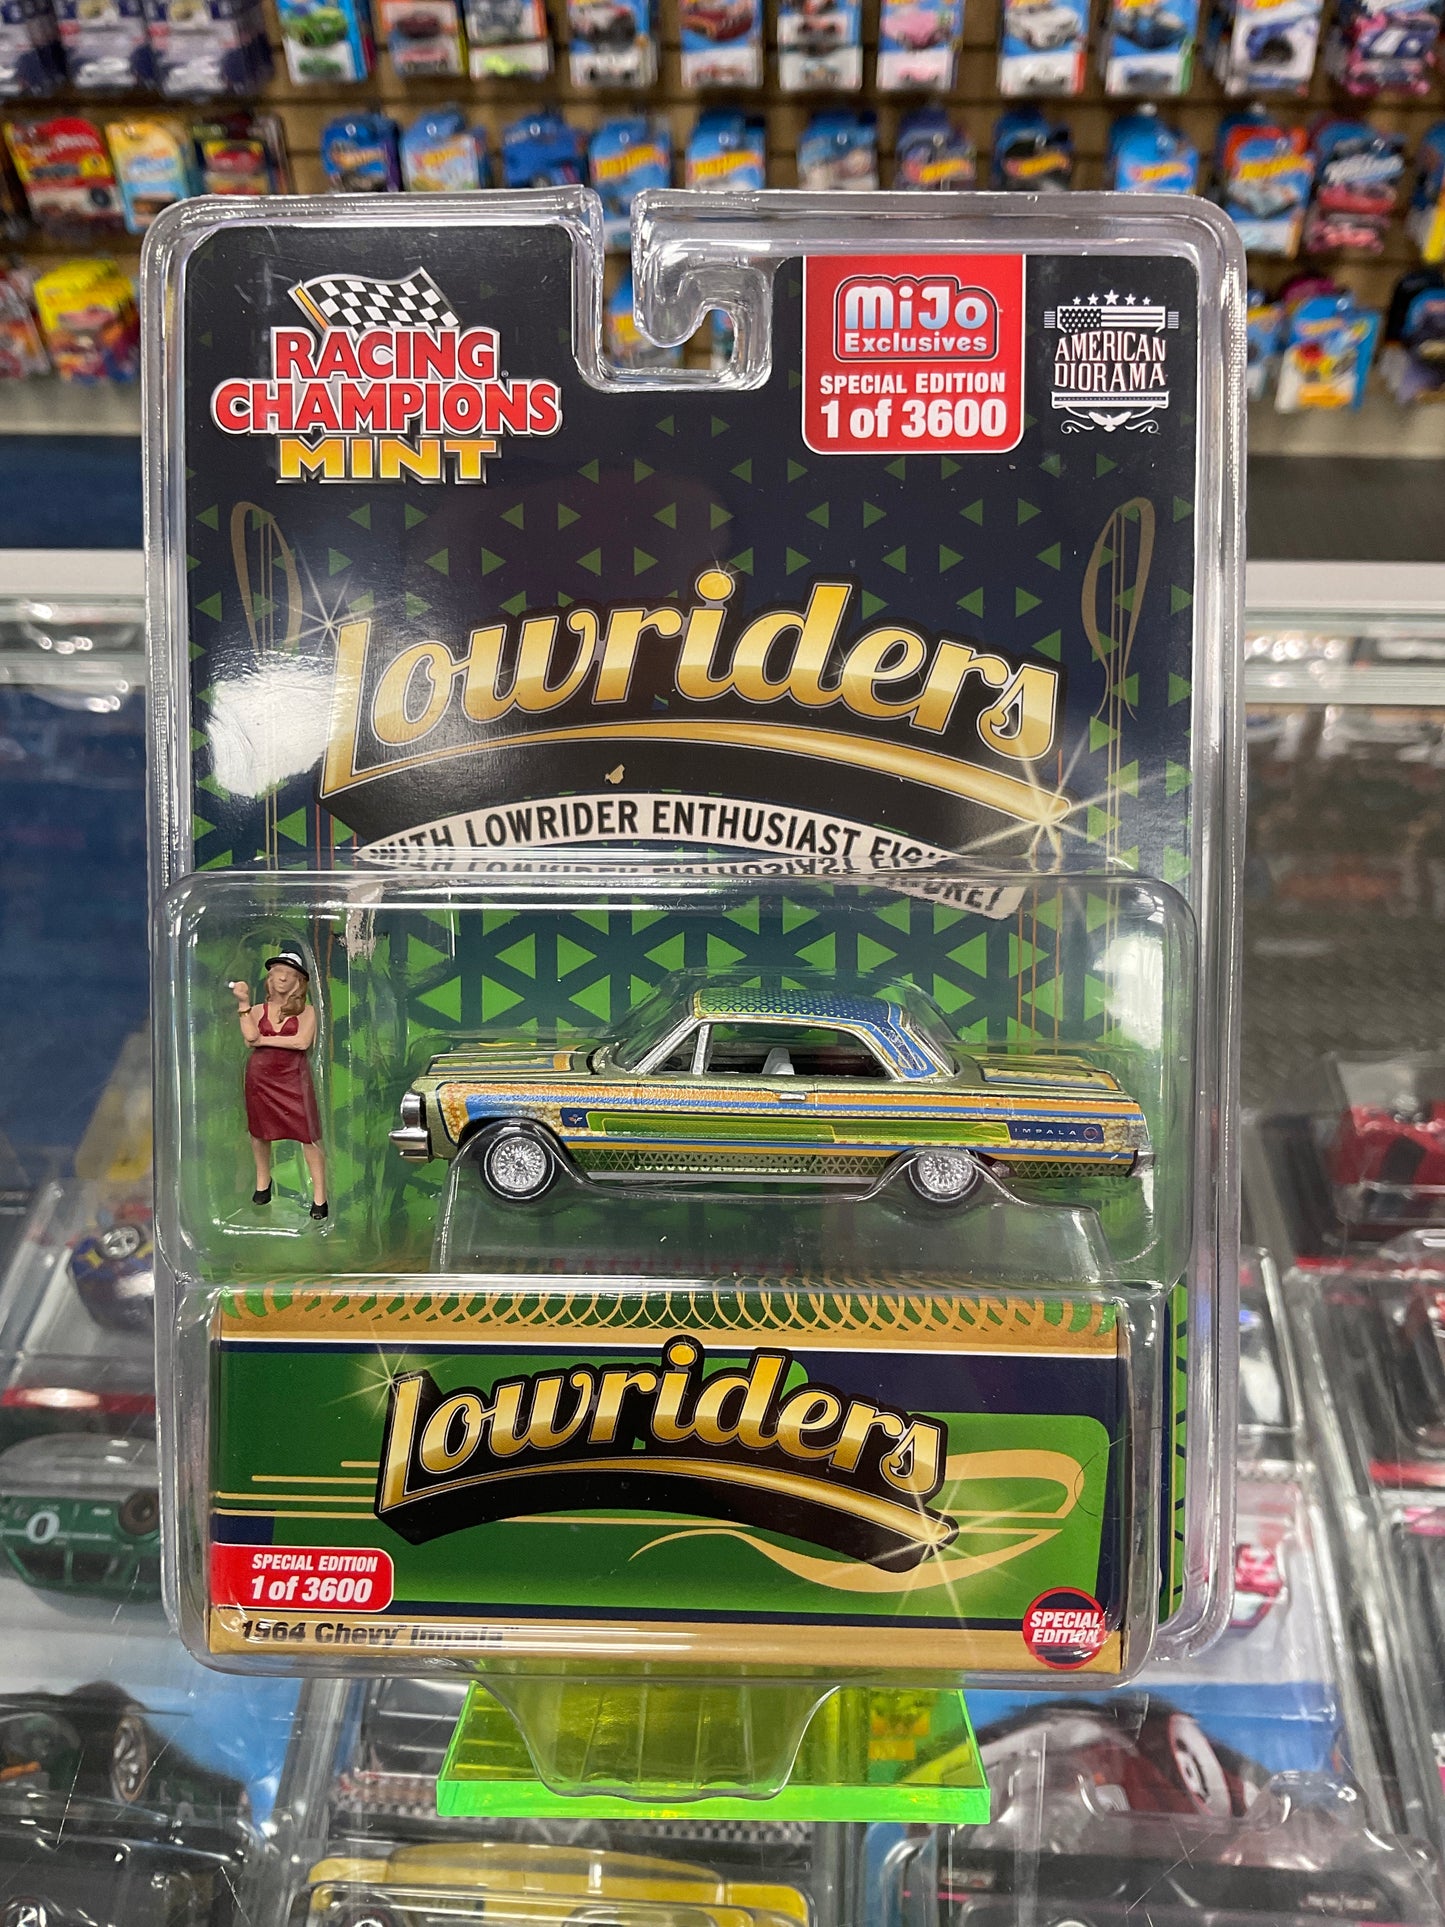 RACING
CHAMPIONS
MINT
MiJo
Exclusives
SPECIAL EDITION
1 of 3600
AMERICAN
DIORAMA
Lowriders
WITH LOWRIDER ENTHUSIAST
IMPALA
Lowriders
SPECIAL EDITION
1 of 3600
1964 Chevy Impala
SPECIAL
EDITION